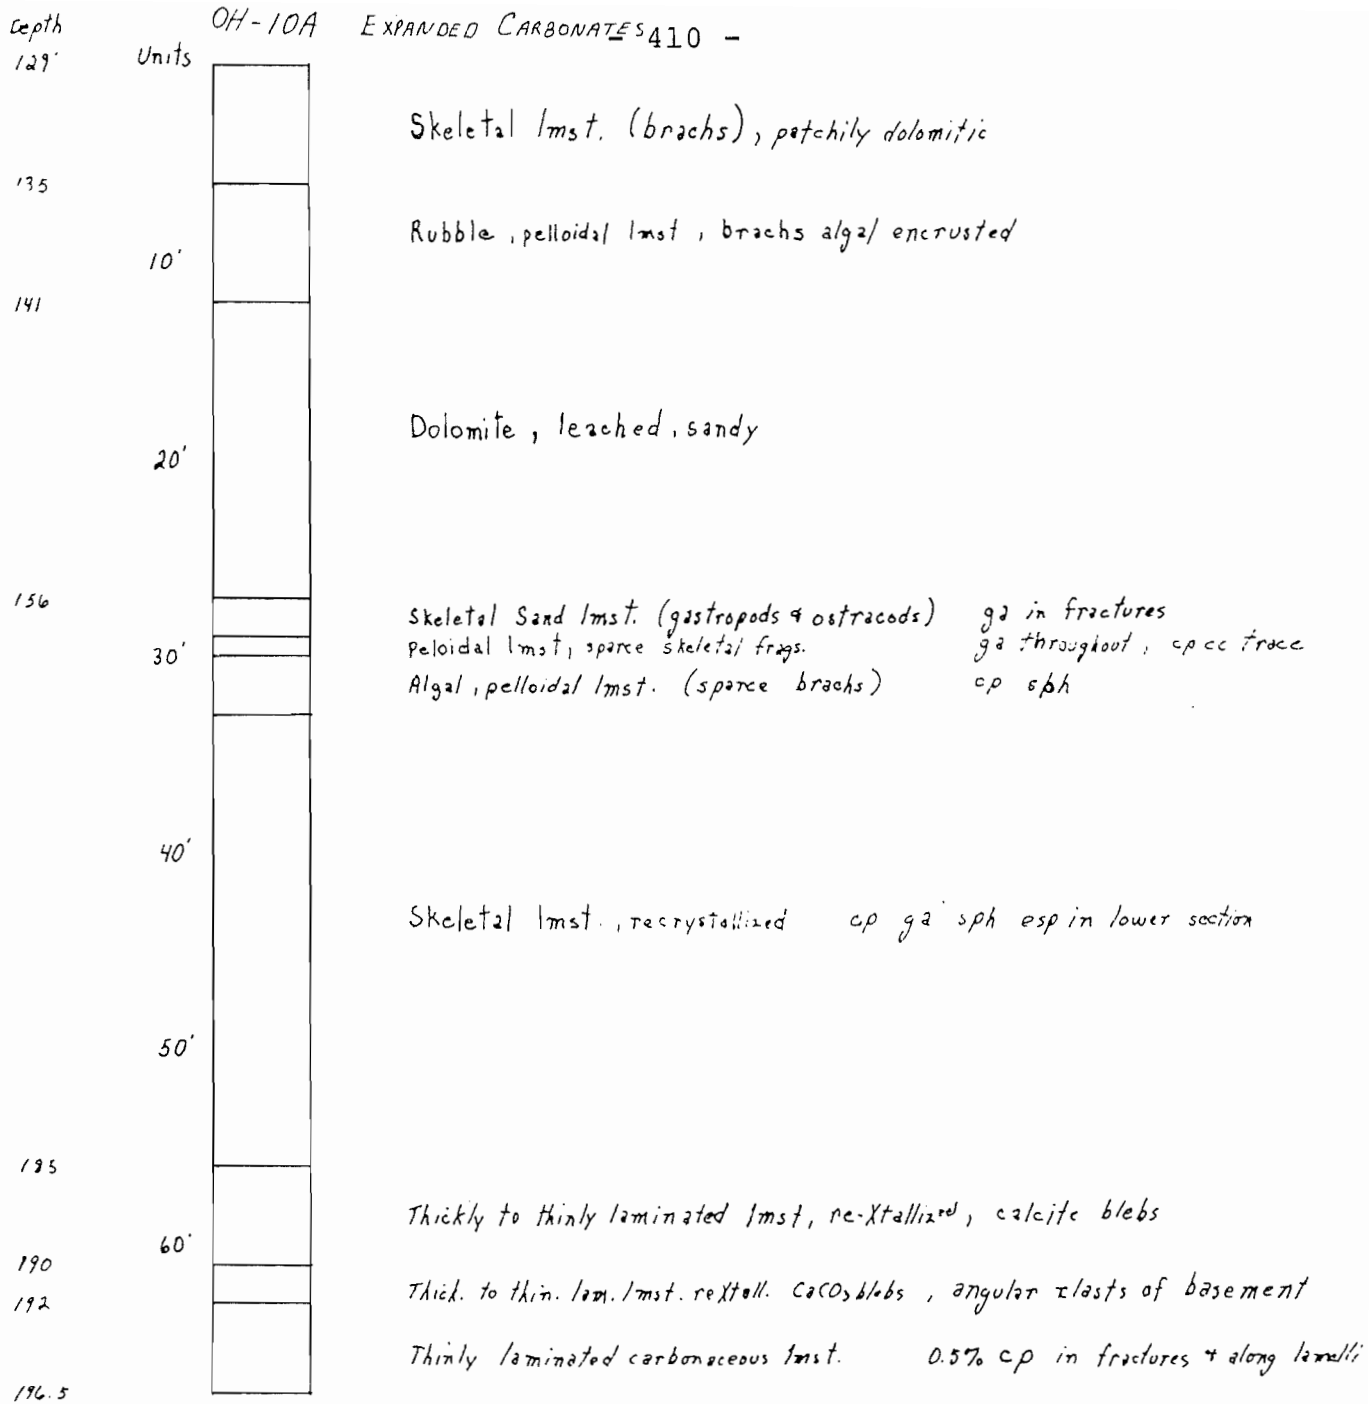 Depth OH-10A EXPANDED CARBONATES - 410 -
129' Units
Skeletal lmst. (brachs), patchily dolomitic
135
Rubble, pelloidal lmst, brachs algal encrusted
10'
141
Dolomite, leached, sandy
20'
156 Skeletal Sand lmst. (gastropods & ostracods) ga in fractures
30' Peloidal lmst, sparce skeletal frags. ga throughout, cp cc trace
Algal, pelloidal lmst. (sparce brachs) cp sph
40'
Skeletal lmst., recrystallized cp ga sph esp in lower section
50'
185
Thickly to thinly laminated lmst, re-Xtallized, calcite blebs
60'
190
Thick. to thin. lam. lmst. reXtall. CaCO3 blebs, angular clasts of basement
192
Thinly laminated carbonaceous lmst. 0.5% cp in fractures + along lamelli
196.5